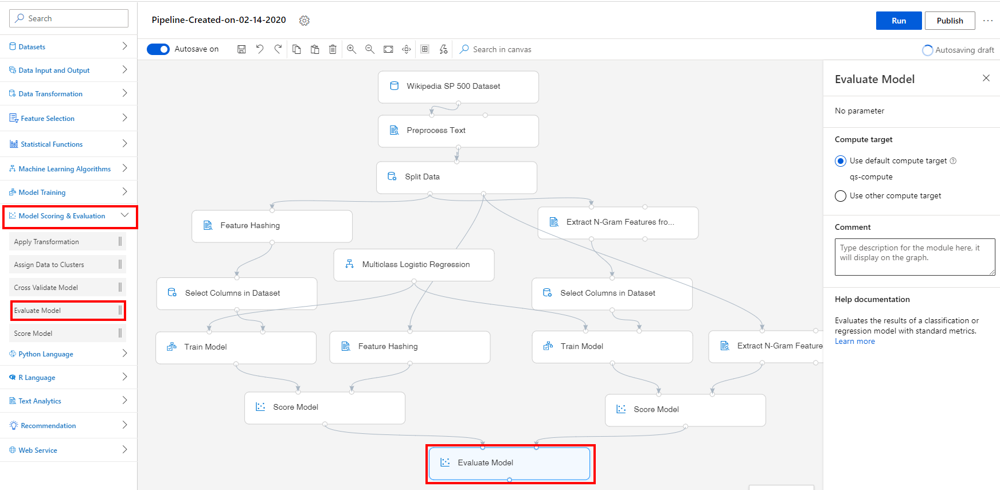 Search
Datasets
Data Input and Output
Data Transformation
Feature Selection
Statistical Functions
Machine Learning Algorithms
Model Training
Model Scoring & Evaluation
Apply Transformation
Assign Data to Clusters
Cross Validate Model
Evaluate Model
Score Model
Python Language
R Language
Text Analytics
Recommendation
Web Service
Pipeline-Created-on-02-14-2020
Run
Publish
Autosave on
Search in canvas
Autosaving draft
Wikipedia SP 500 Dataset
Preprocess Text
Split Data
Feature Hashing
Extract N-Gram Features fro...
Multiclass Logistic Regression
Select Columns in Dataset
Select Columns in Dataset
Train Model
Feature Hashing
Train Model
Extract N-Gram Feature
Score Model
Score Model
Evaluate Model
Evaluate Model
No parameter
Compute target
Use default compute target
qs-compute
Use other compute target
Comment
Type description for the module here, it
will display on the graph.
Help documentation
Evaluates the results of a classification or
regression model with standard metrics.
Learn more